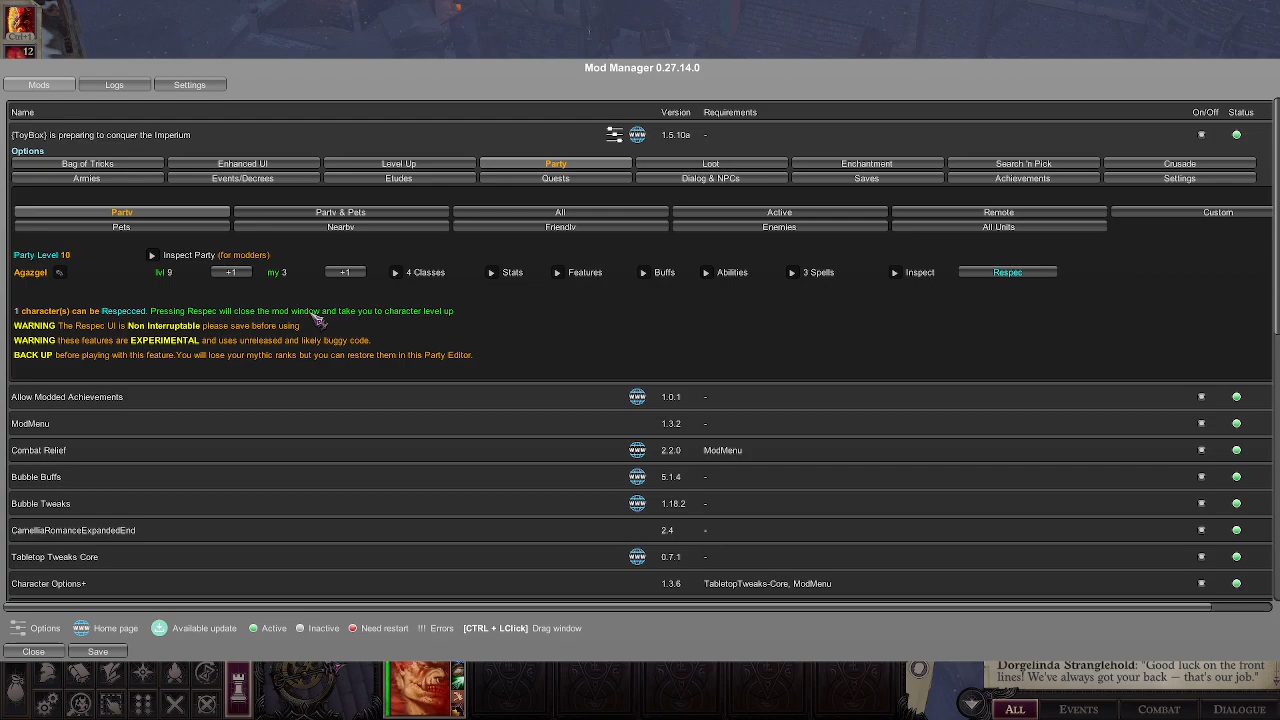 Ctrl+1
12
Mod Manager 0.27.14.0
Mods Logs Settings
Name Version Requirements On/Off Status
{ToyBox} is preparing to conquer the Imperium 1.5.10a -
Options
Bag of Tricks Enhanced UI Level Up Party Loot Enchantment Search 'n Pick Crusade
Armies Events/Decrees Etudes Quests Dialog & NPCs Saves Achievements Settings
Party Party & Pets All Active Remote Custom
Pets Nearby Friendly Enemies All Units
Party Level 10 Inspect Party (for modders)
Agazgel lvl 9 +1 my 3 +1 4 Classes Stats Features Buffs Abilities 3 Spells Inspect Respec
1 character(s) can be Respecced. Pressing Respec will close the mod window and take you to character level up
WARNING The Respec UI is Non Interruptable please save before using
WARNING these features are EXPERIMENTAL and uses unreleased and likely buggy code.
BACK UP before playing with this feature.You will lose your mythic ranks but you can restore them in this Party Editor.
Allow Modded Achievements WWW 1.0.1 -
ModMenu 1.3.2 -
Combat Relief WWW 2.2.0 ModMenu
Bubble Buffs WWW 5.1.4 -
Bubble Tweaks WWW 1.18.2 -
CamelliaRomanceExpandedEnd 2.4 -
Tabletop Tweaks Core WWW 0.7.1 -
Character Options+ 1.3.6 TabletopTweaks-Core, ModMenu
Options WWW Home page Available update Active Inactive Need restart !!! Errors [CTRL + LClick] Drag window
Close Save
Dorgelinda Stranglehold: "Good luck on the front
lines! We've always got your back — that's our job."
ALL EVENTS COMBAT DIALOGUE